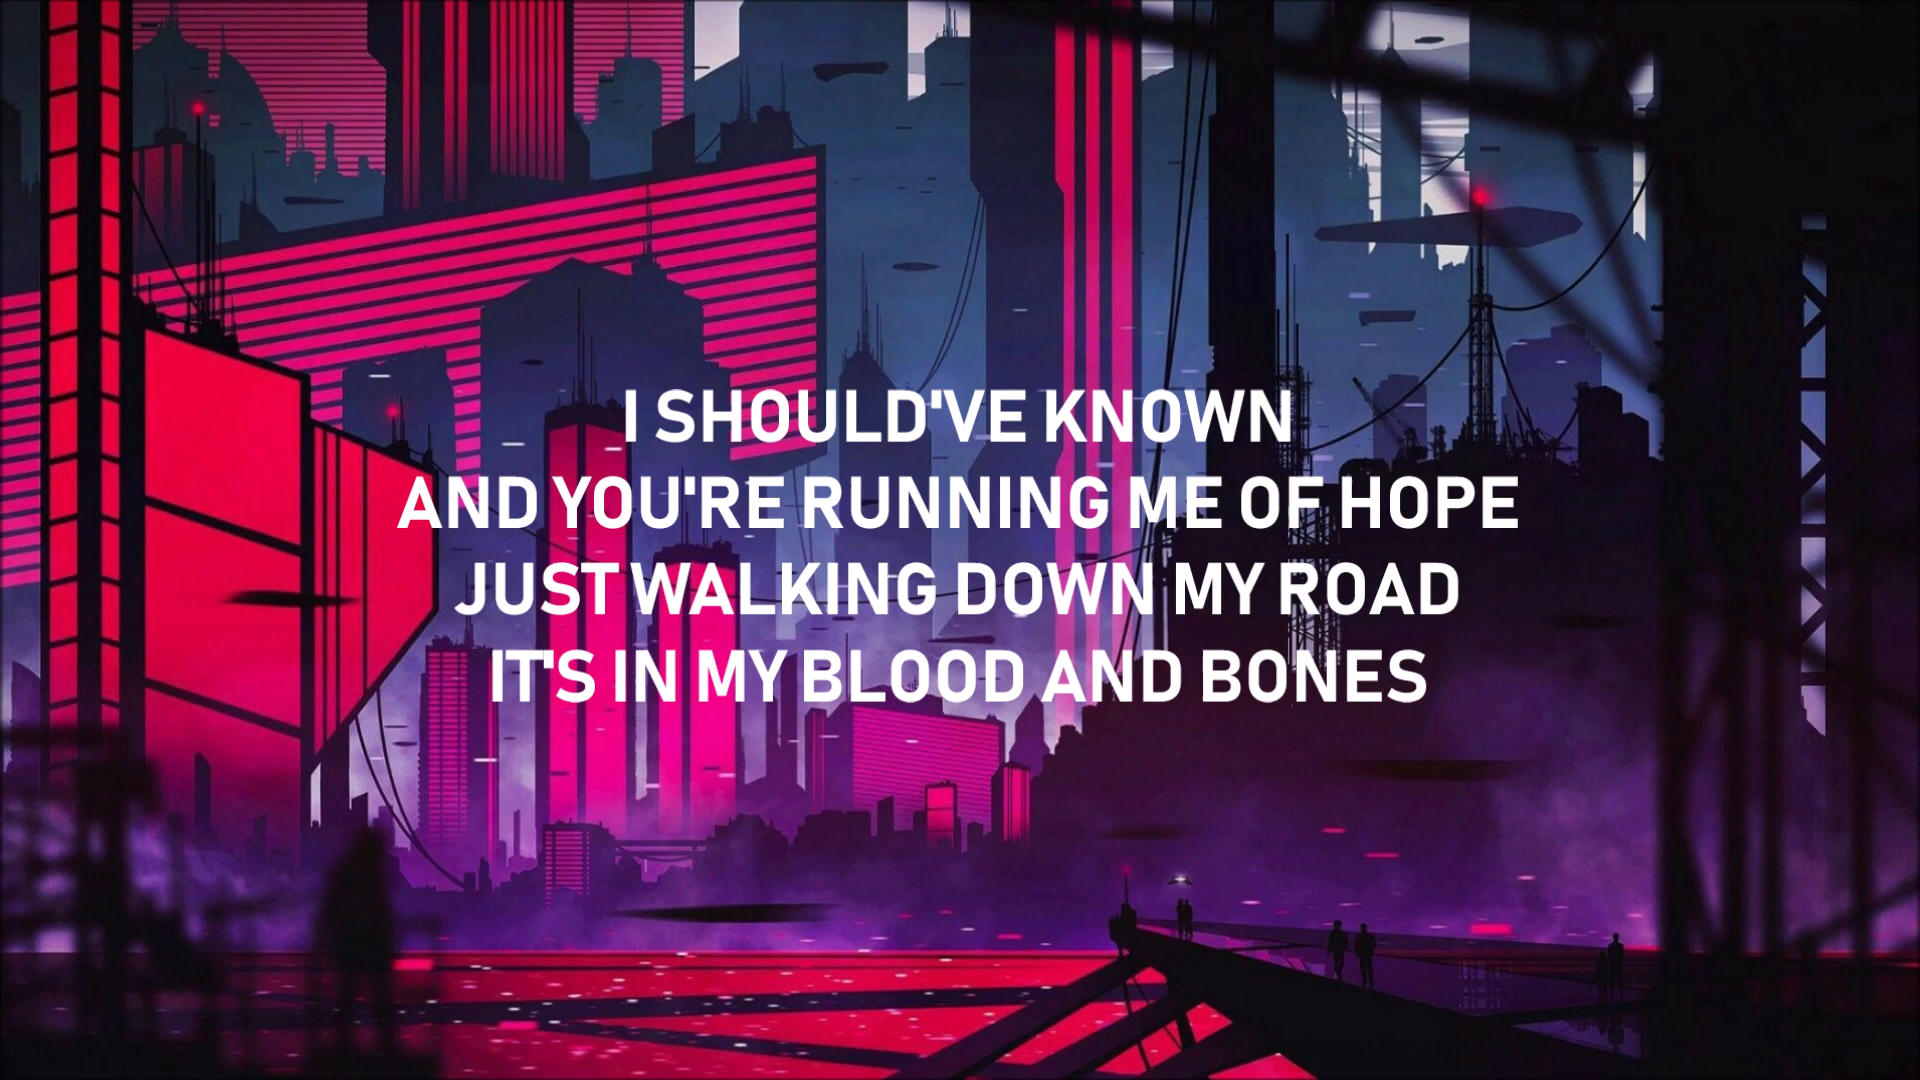 I SHOULD'VE KNOWN
AND YOU'RE RUNNING ME OF HOPE
JUST WALKING DOWN MY ROAD
IT'S IN MY BLOOD AND BONES